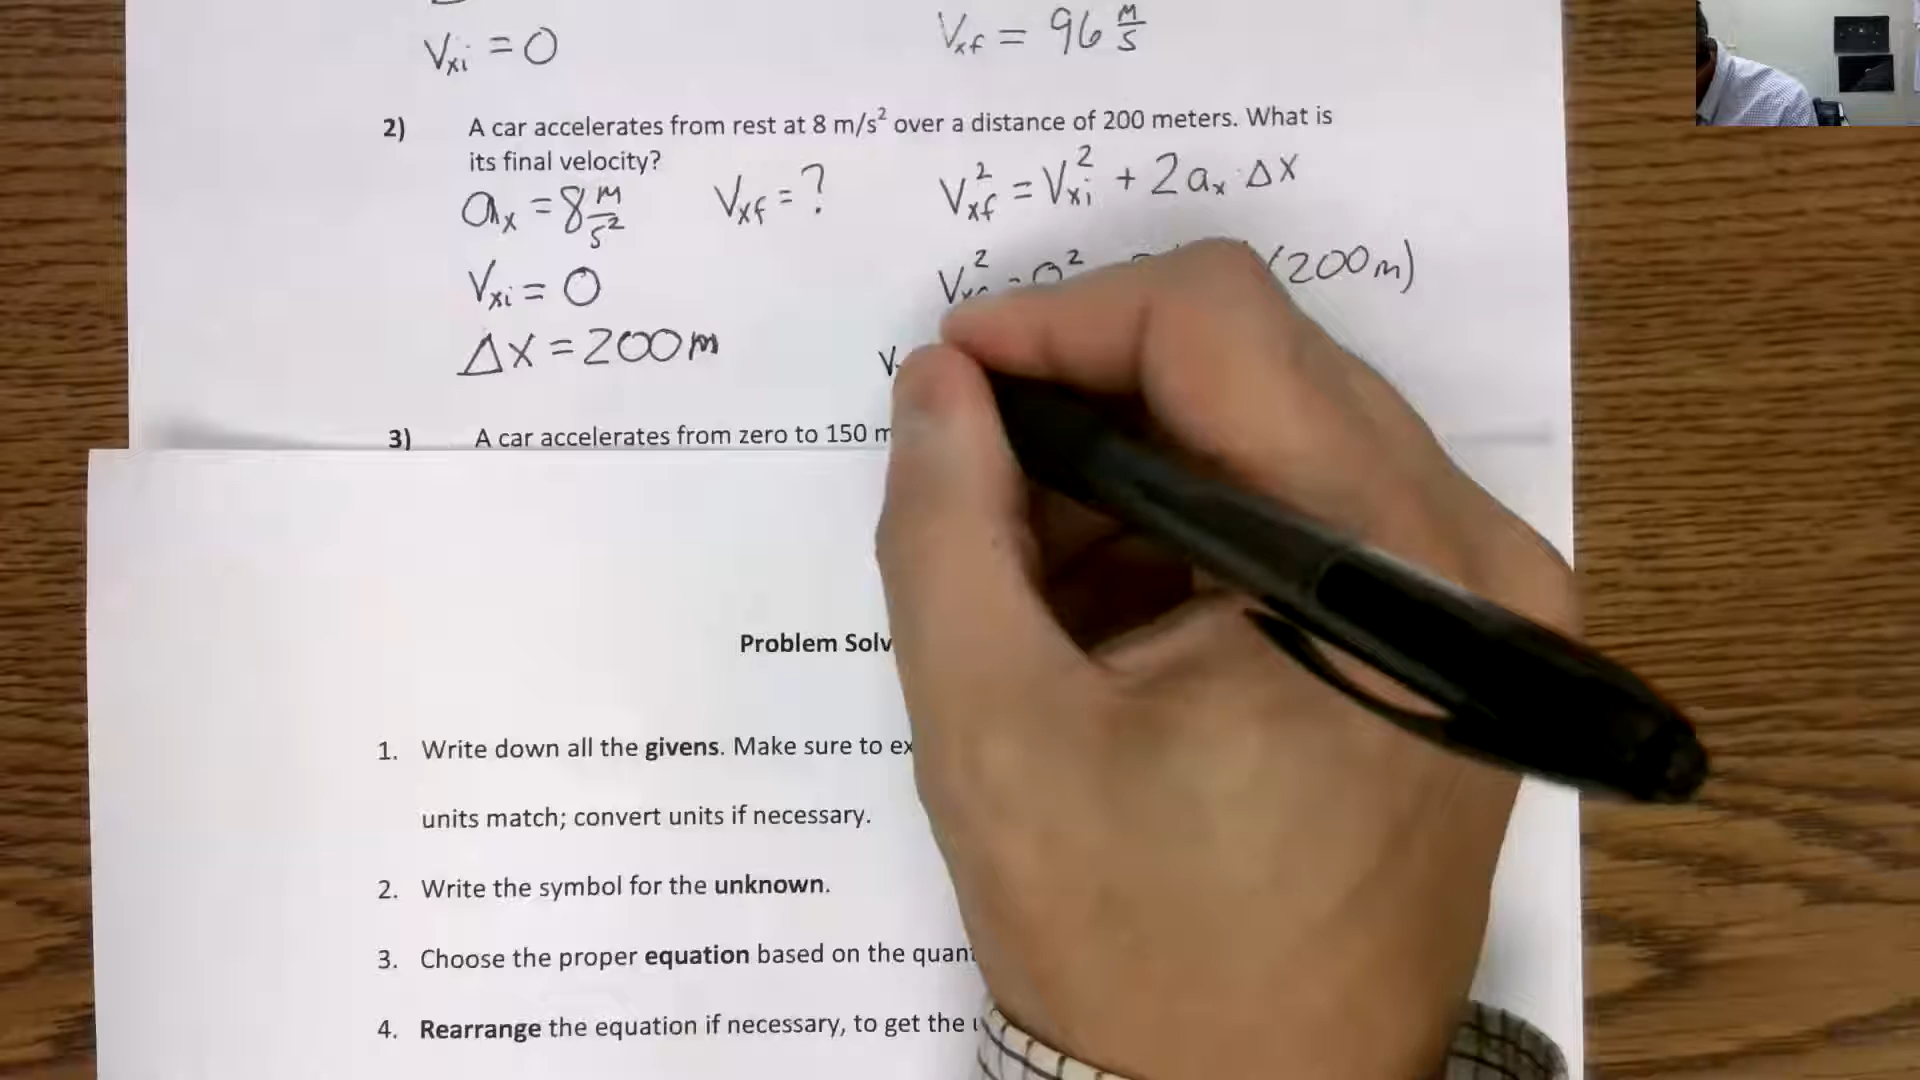 Vxi = 0
Vxf = 96 m/s
2) A car accelerates from rest at 8 m/s² over a distance of 200 meters. What is
its final velocity?
ax = 8 m/s²
Vxf = ?
Vxf² = Vxi² + 2ax Δx
Vxi = 0
(200m)
Δx = 200m
3) A car accelerates from zero to 150
Problem
1. Write down all the givens. Make sure to
units match; convert units if necessary.
2. Write the symbol for the unknown.
3. Choose the proper equation based on the
4. Rearrange the equation if necessary, to get the